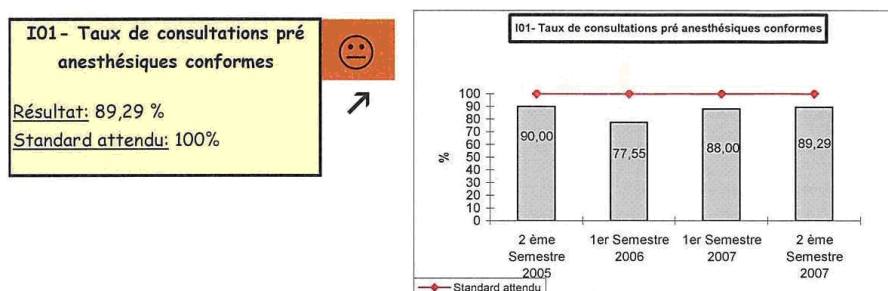 I01- Taux de consultations pré
anesthésiques conformes
Résultat: 89,29 %
Standard attendu: 100%
I01- Taux de consultations pré anesthésiques conformes
100
90
80
70
60
50
40
30
20
10
0
%
90,00
77,55
88,00
89,29
2 ème
Semestre
2005
1er Semestre
2006
1er Semestre
2007
2 ème
Semestre
2007
Standard attendu